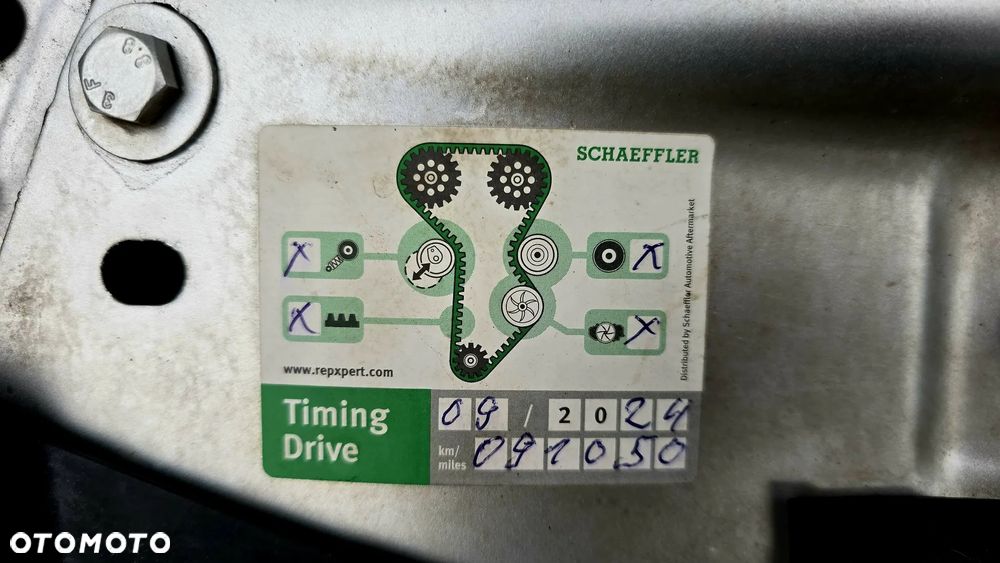 SCHAEFFLER
X
X
X
X
Distributed by Schaeffler Automotive Aftermarket
www.repxpert.com
Timing
Drive
09 / 2024
km/
miles
091050
OTOMOTO